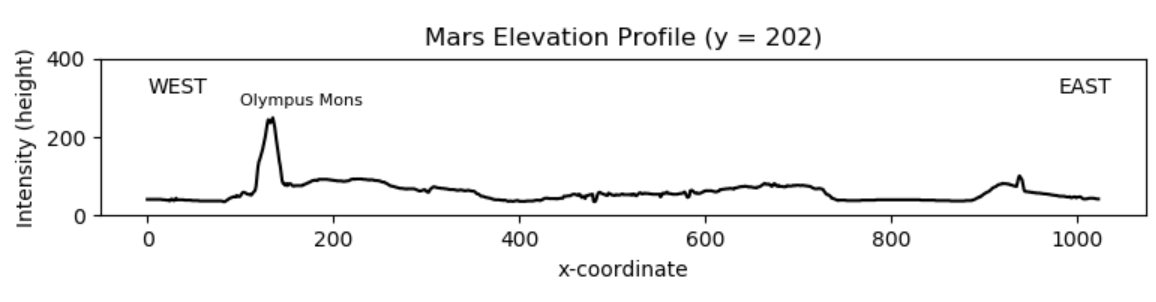 Mars Elevation Profile (y = 202)
Intensity (height)
400
200
0
WEST
Olympus Mons
EAST
0 200 400 600 800 1000
x-coordinate